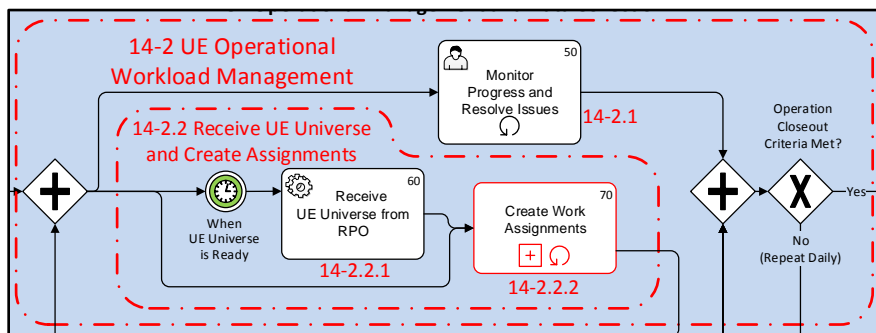 14-2 UE Operational
Workload Management
50
Monitor
Progress and
Resolve Issues
14-2.1
Operation
Closeout
Criteria Met?
14-2.2 Receive UE Universe
and Create Assignments
When
UE Universe
is Ready
60
Receive
UE Universe from
RPO
14-2.2.1
70
Create Work
Assignments
14-2.2.2
Yes
No
(Repeat Daily)